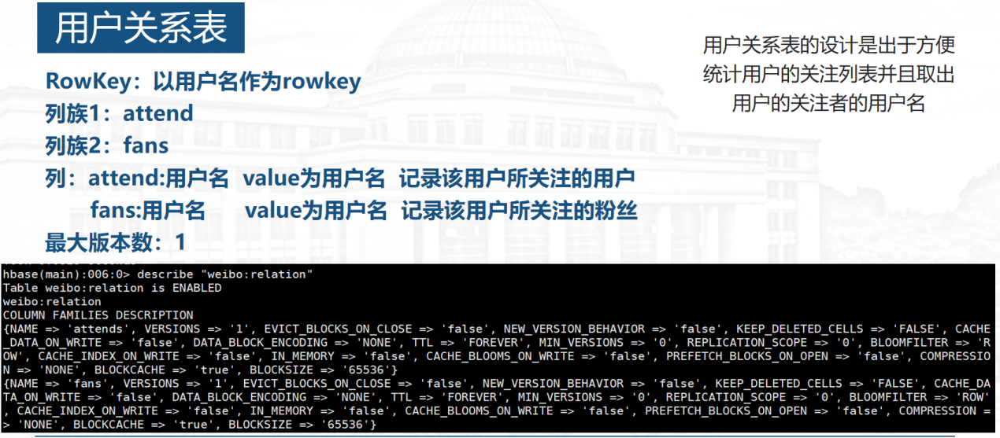 用户关系表
用户关系表的设计是出于方便
统计用户的关注列表并且取出
用户的关注者的用户名
RowKey：以用户名作为rowkey
列族1：attend
列族2：fans
列：attend:用户名 value为用户名 记录该用户所关注的用户
fans:用户名 value为用户名 记录该用户所关注的粉丝
最大版本数：1
hbase(main):006:0> describe "weibo:relation"
Table weibo:relation is ENABLED
weibo:relation
COLUMN FAMILIES DESCRIPTION
{NAME => 'attends', VERSIONS => '1', EVICT_BLOCKS_ON_CLOSE => 'false', NEW_VERSION_BEHAVIOR => 'false', KEEP_DELETED_CELLS => 'FALSE', CACHE
_DATA_ON_WRITE => 'false', DATA_BLOCK_ENCODING => 'NONE', TTL => 'FOREVER', MIN_VERSIONS => '0', REPLICATION_SCOPE => '0', BLOOMFILTER => 'R
OW', CACHE_INDEX_ON_WRITE => 'false', IN_MEMORY => 'false', CACHE_BLOOMS_ON_WRITE => 'false', PREFETCH_BLOCKS_ON_OPEN => 'false', COMPRESSIO
N => 'NONE', BLOCKCACHE => 'true', BLOCKSIZE => '65536'}
{NAME => 'fans', VERSIONS => '1', EVICT_BLOCKS_ON_CLOSE => 'false', NEW_VERSION_BEHAVIOR => 'false', KEEP_DELETED_CELLS => 'FALSE', CACHE_DA
TA_ON_WRITE => 'false', DATA_BLOCK_ENCODING => 'NONE', TTL => 'FOREVER', MIN_VERSIONS => '0', REPLICATION_SCOPE => '0', BLOOMFILTER => 'ROW'
, CACHE_INDEX_ON_WRITE => 'false', IN_MEMORY => 'false', CACHE_BLOOMS_ON_WRITE => 'false', PREFETCH_BLOCKS_ON_OPEN => 'false', COMPRESSION =
> 'NONE', BLOCKCACHE => 'true', BLOCKSIZE => '65536'}